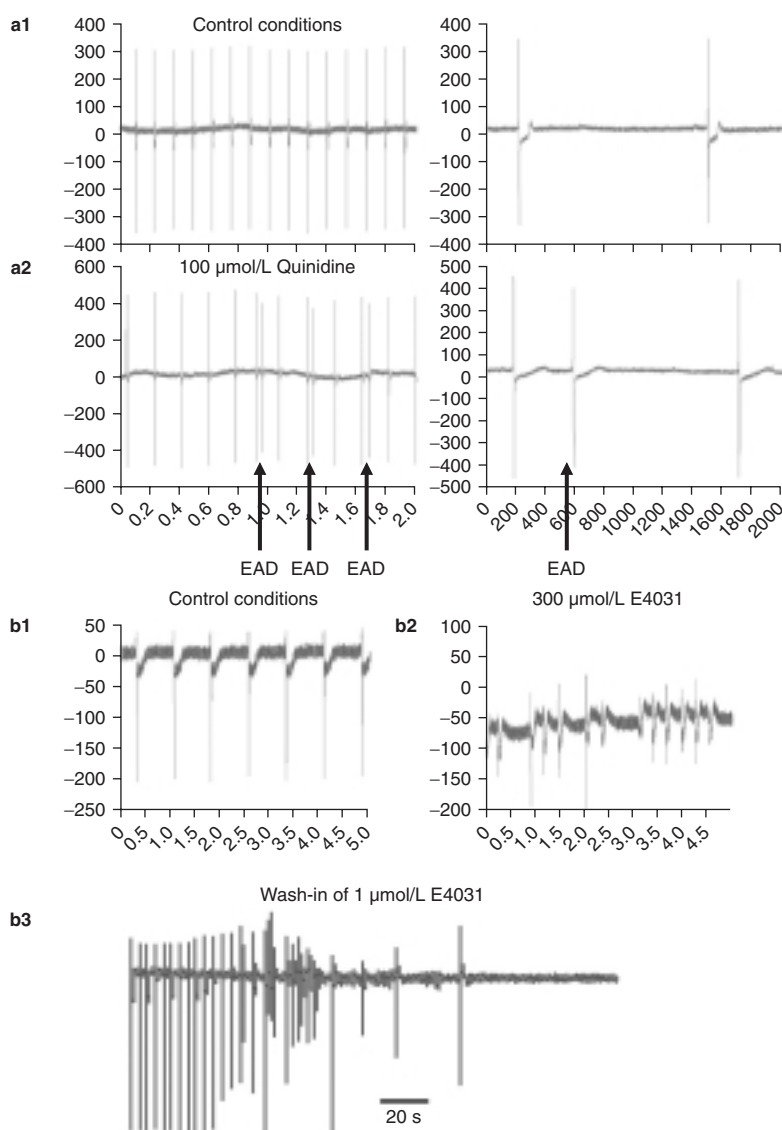 a1
Control conditions
400
300
200
100
0
−100
−200
−300
−400
400
300
200
100
0
−100
−200
−300
−400
a2
100 µmol/L Quinidine
600
400
200
0
−200
−400
−600
0 0.2 0.4 0.6 0.8 1.0 1.2 1.4 1.6 1.8 2.0
EAD EAD EAD
500
400
300
200
100
0
−100
−200
−300
−400
−500
0 200 400 600 800 1000 1200 1400 1600 1800 2000
EAD
b1
Control conditions
50
0
−50
−100
−150
−200
−250
0 0.5 1.0 1.5 2.0 2.5 3.0 3.5 4.0 4.5 5.0
b2
300 µmol/L E4031
100
50
0
−50
−100
−150
−200
0 0.5 1.0 1.5 2.0 2.5 3.0 3.5 4.0 4.5
b3
Wash-in of 1 µmol/L E4031
20 s